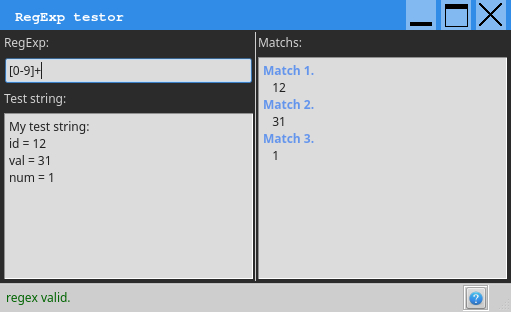 RegExp testor
RegExp:
[0-9]+
Test string:
My test string:
id = 12
val = 31
num = 1
Matchs:
Match 1.
12
Match 2.
31
Match 3.
1
regex valid.
?